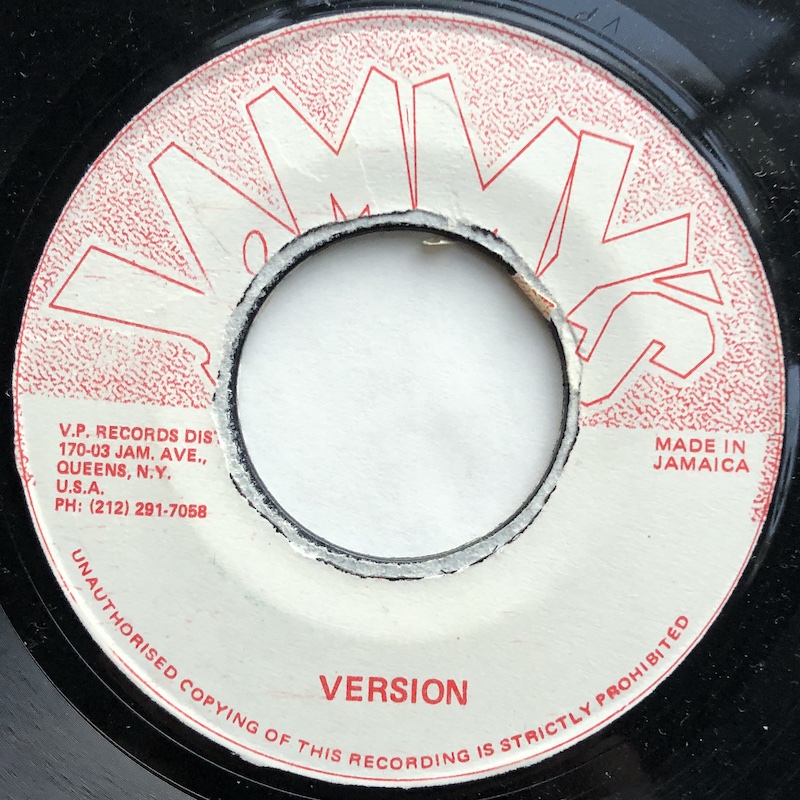 JAMMY'S
V.P. RECORDS DIS
170-03 JAM. AVE.,
QUEENS, N.Y.
U.S.A.
PH: (212) 291-7058
MADE IN
JAMAICA
VERSION
UNAUTHORISED COPYING OF THIS RECORDING IS STRICTLY PROHIBITED